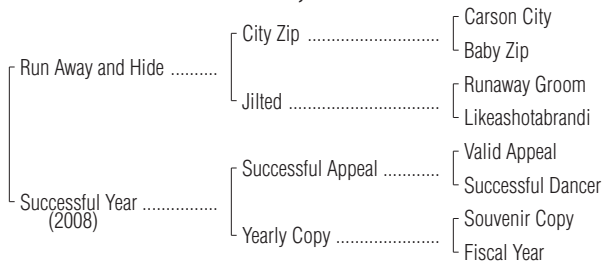 Carson City
City Zip ........................
Baby Zip
Run Away and Hide ..........
Runaway Groom
Jilted ............................
Likeashotabrandi
Valid Appeal
Successful Appeal ............
Successful Dancer
Successful Year ................
(2008)
Souvenir Copy
Yearly Copy ....................
Fiscal Year